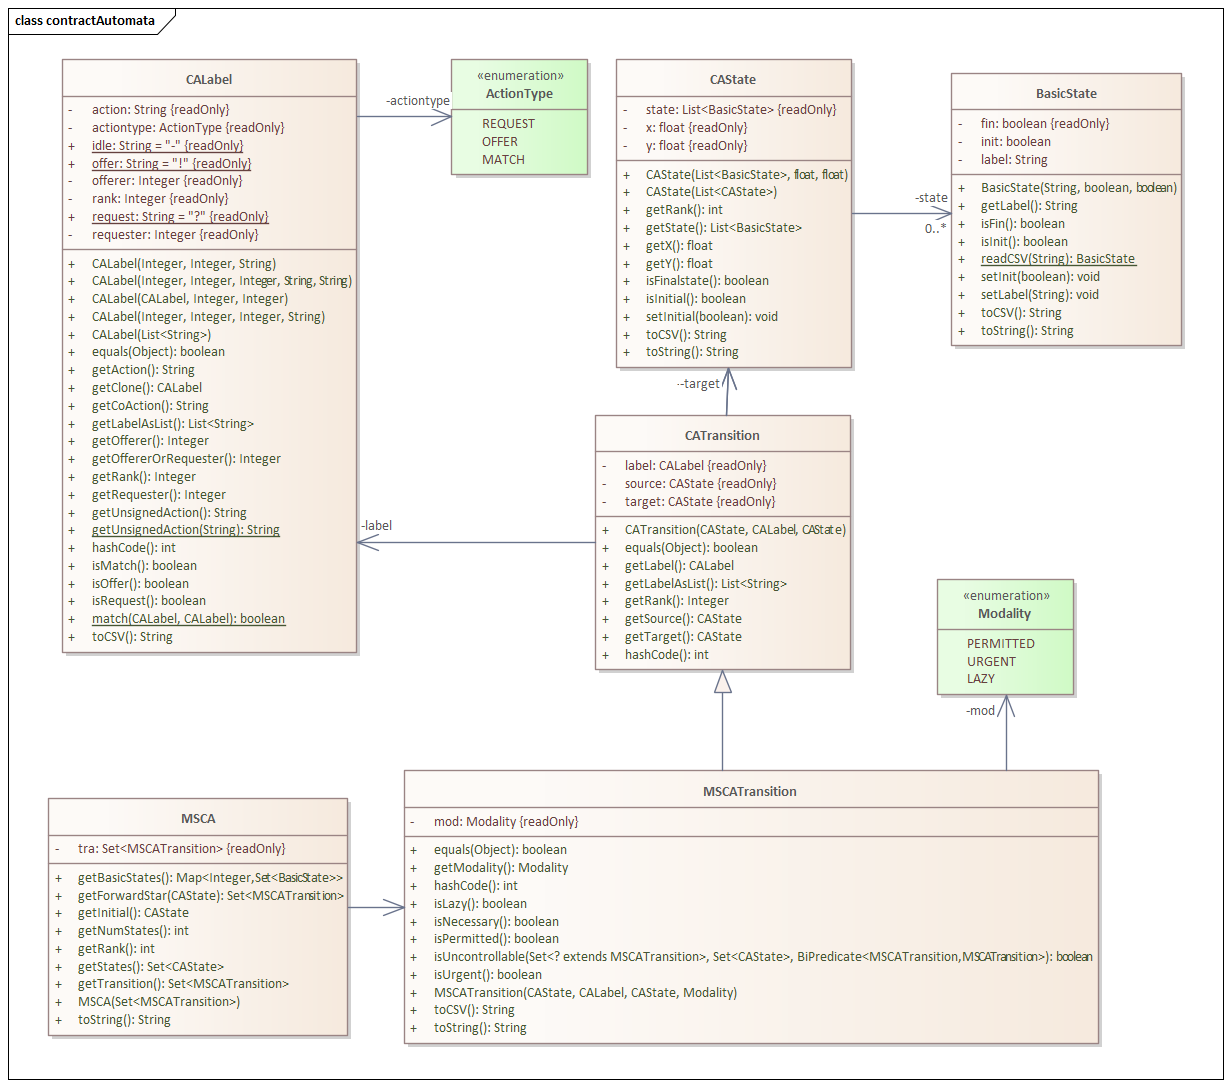 class contractAutomata
CALabel
- action: String {readOnly}
- actiontype: ActionType {readOnly}
+ idle: String = "-" {readOnly}
+ offer: String = "!" {readOnly}
- offerer: Integer {readOnly}
- rank: Integer {readOnly}
+ request: String = "?" {readOnly}
- requester: Integer {readOnly}
+ CALabel(Integer, Integer, String)
+ CALabel(Integer, Integer, Integer, String, String)
+ CALabel(CALabel, Integer, Integer)
+ CALabel(Integer, Integer, Integer, String)
+ CALabel(List<String>)
+ equals(Object): boolean
+ getAction(): String
+ getClone(): CALabel
+ getCoAction(): String
+ getLabelAsList(): List<String>
+ getOfferer(): Integer
+ getOffererOrRequester(): Integer
+ getRank(): Integer
+ getRequester(): Integer
+ getUnsignedAction(): String
+ getUnsignedAction(String): String
+ hashCode(): int
+ isMatch(): boolean
+ isOffer(): boolean
+ isRequest(): boolean
+ match(CALabel, CALabel): boolean
+ toCSV(): String
-actiontype
«enumeration»
ActionType
REQUEST
OFFER
MATCH
CAState
- state: List<BasicState> {readOnly}
- x: float {readOnly}
- y: float {readOnly}
+ CAState(List<BasicState>, float, float)
+ CAState(List<CAState>)
+ getRank(): int
+ getState(): List<BasicState>
+ getX(): float
+ getY(): float
+ isFinalstate(): boolean
+ isInitial(): boolean
+ setInitial(boolean): void
+ toCSV(): String
+ toString(): String
-state
0..*
BasicState
- fin: boolean {readOnly}
- init: boolean
- label: String
+ BasicState(String, boolean, boolean)
+ getLabel(): String
+ isFin(): boolean
+ isInit(): boolean
+ readCSV(String): BasicState
+ setInit(boolean): void
+ setLabel(String): void
+ toCSV(): String
+ toString(): String
-target
CATransition
- label: CALabel {readOnly}
- source: CAState {readOnly}
- target: CAState {readOnly}
+ CATransition(CAState, CALabel, CAState)
+ equals(Object): boolean
+ getLabel(): CALabel
+ getLabelAsList(): List<String>
+ getRank(): Integer
+ getSource(): CAState
+ getTarget(): CAState
+ hashCode(): int
-label
«enumeration»
Modality
PERMITTED
URGENT
LAZY
-mod
MSCATransition
- mod: Modality {readOnly}
+ equals(Object): boolean
+ getModality(): Modality
+ hashCode(): int
+ isLazy(): boolean
+ isNecessary(): boolean
+ isPermitted(): boolean
+ isUncontrollable(Set<? extends MSCATransition>, Set<CAState>, BiPredicate<MSCATransition,MSCATransition>): boolean
+ isUrgent(): boolean
+ MSCATransition(CAState, CALabel, CAState, Modality)
+ toCSV(): String
+ toString(): String
MSCA
- tra: Set<MSCATransition> {readOnly}
+ getBasicStates(): Map<Integer,Set<BasicState>>
+ getForwardStar(CAState): Set<MSCATransition>
+ getInitial(): CAState
+ getNumStates(): int
+ getRank(): int
+ getStates(): Set<CAState>
+ getTransition(): Set<MSCATransition>
+ MSCA(Set<MSCATransition>)
+ toString(): String